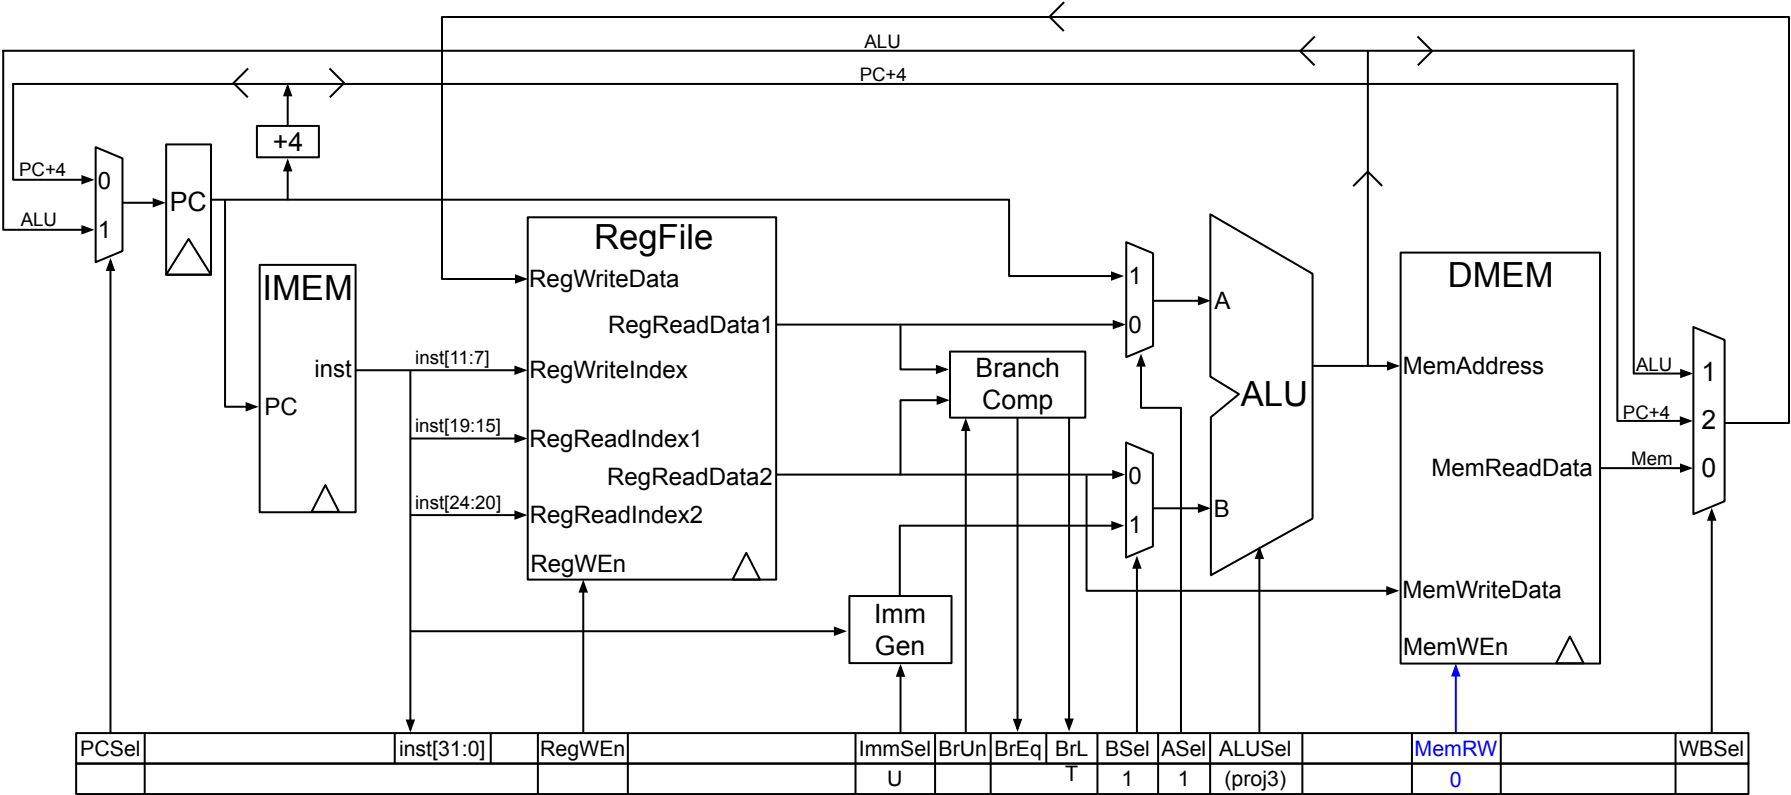 ALU
PC+4
+4
PC+4
0
PC
ALU
1
RegFile
IMEM
RegWriteData
1
DMEM
A
RegReadData1
0
inst
inst[11:7]
RegWriteIndex
Branch
Comp
ALU
MemAddress
ALU
1
PC
inst[19:15]
RegReadIndex1
PC+4
2
RegReadData2
0
MemReadData
Mem
0
inst[24:20]
RegReadIndex2
1
B
RegWEn
Imm
Gen
MemWriteData
MemWEn
PCSel inst[31:0] RegWEn ImmSel BrUn BrEq BrL
T BSel ASel ALUSel MemRW WBSel
U 1 1 (proj3) 0